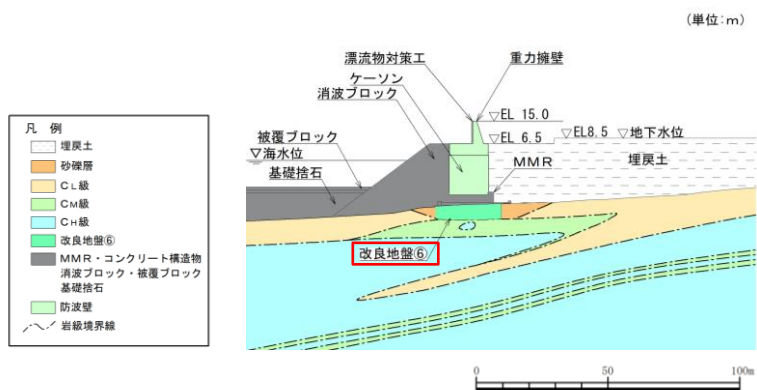 (単位:m)
漂流物対策工
重力擁壁
ケーソン
消波ブロック
▽EL 15.0
被覆ブロック
▽EL 6.5
▽EL8.5
▽地下水位
▽海水位
MMR
埋戻土
基礎捨石
改良地盤⑥
凡 例
埋戻土
砂礫層
CL級
CM級
CH級
改良地盤⑥
MMR・コンクリート構造物
消波ブロック・被覆ブロック
基礎捨石
防波壁
岩級境界線
0 50 100m